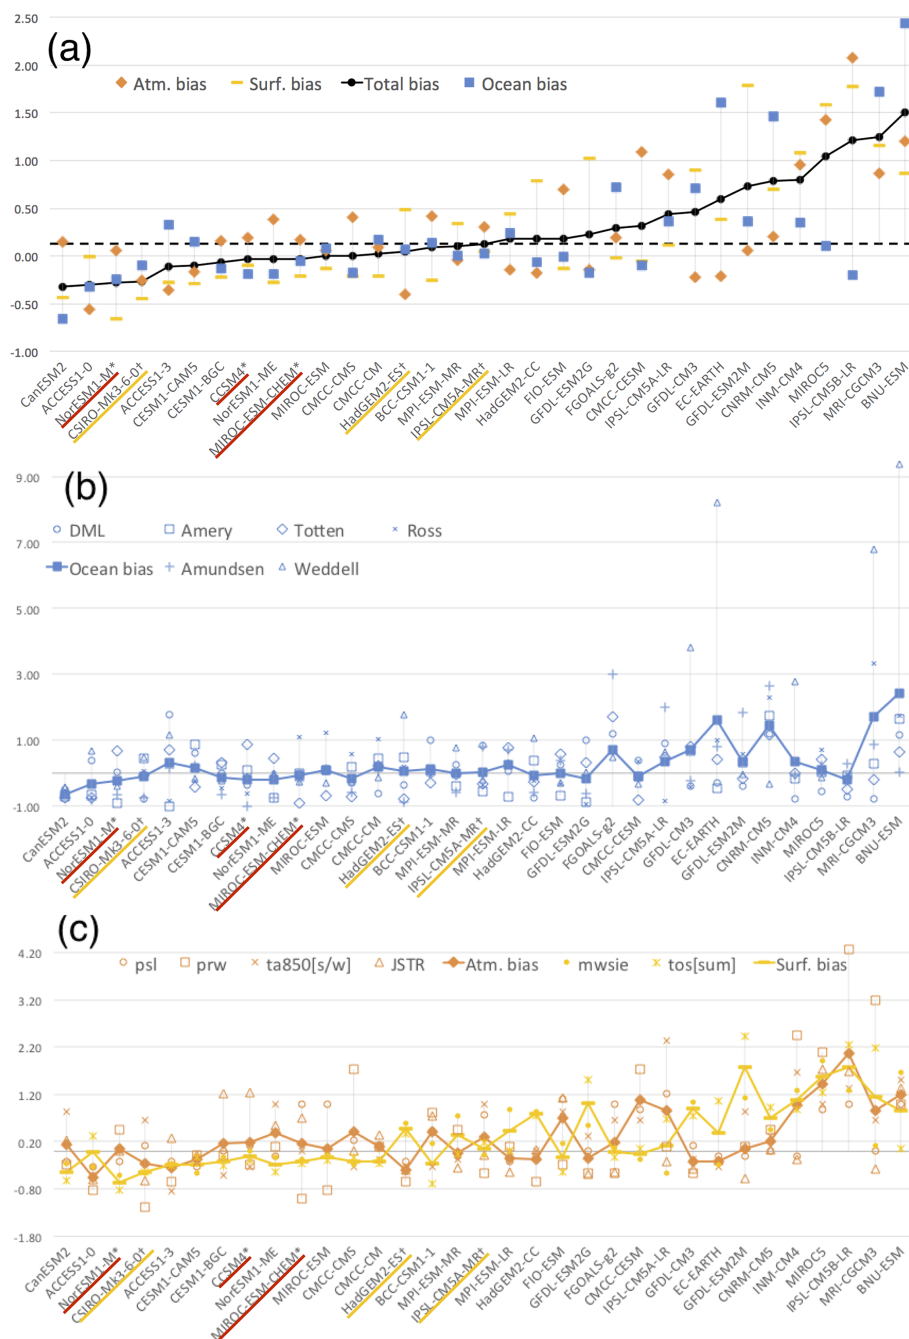 (a)
2.50
2.00
1.50
1.00
0.50
0.00
-0.50
-1.00
Atm. bias Surf. bias Total bias Ocean bias
CanESM2 ACCESS1-0 NorESM1-M* CSIRO-Mk3-6-0† ACCESS1-3 CESM1-CAM5 CESM1-BGC CCSM4* NorESM1-ME MIROC-ESM-CHEM* MIROC-ESM CMCC-CMS CMCC-CM HadGEM2-ES† BCC-CSM1-1 MPI-ESM-MR IPSL-CM5A-MR† MPI-ESM-LR HadGEM2-CC FIO-ESM GFDL-ESM2G FGOALS-g2 CMCC-CESM IPSL-CM5A-LR GFDL-CM3 EC-EARTH GFDL-ESM2M CNRM-CM5 INM-CM4 MIROC5 IPSL-CM5B-LR MRI-CGCM3 BNU-ESM
(b)
9.00
7.00
5.00
3.00
1.00
-1.00
DML Amery Totten Ross
Ocean bias Amundsen Weddell
CanESM2 ACCESS1-0 NorESM1-M* CSIRO-Mk3-6-0† ACCESS1-3 CESM1-CAM5 CESM1-BGC CCSM4* NorESM1-ME MIROC-ESM-CHEM* MIROC-ESM CMCC-CMS CMCC-CM HadGEM2-ES† BCC-CSM1-1 MPI-ESM-MR IPSL-CM5A-MR† MPI-ESM-LR HadGEM2-CC FIO-ESM GFDL-ESM2G FGOALS-g2 CMCC-CESM IPSL-CM5A-LR GFDL-CM3 EC-EARTH GFDL-ESM2M CNRM-CM5 INM-CM4 MIROC5 IPSL-CM5B-LR MRI-CGCM3 BNU-ESM
(c)
4.20
3.20
2.20
1.20
0.20
-0.80
-1.80
psl prw ta850[s/w] JSTR Atm. bias mwsie tos[sum] Surf. bias
CanESM2 ACCESS1-0 NorESM1-M* CSIRO-Mk3-6-0† ACCESS1-3 CESM1-CAM5 CESM1-BGC CCSM4* NorESM1-ME MIROC-ESM-CHEM* MIROC-ESM CMCC-CMS CMCC-CM HadGEM2-ES† BCC-CSM1-1 MPI-ESM-MR IPSL-CM5A-MR† MPI-ESM-LR HadGEM2-CC FIO-ESM GFDL-ESM2G FGOALS-g2 CMCC-CESM IPSL-CM5A-LR GFDL-CM3 EC-EARTH GFDL-ESM2M CNRM-CM5 INM-CM4 MIROC5 IPSL-CM5B-LR MRI-CGCM3 BNU-ESM